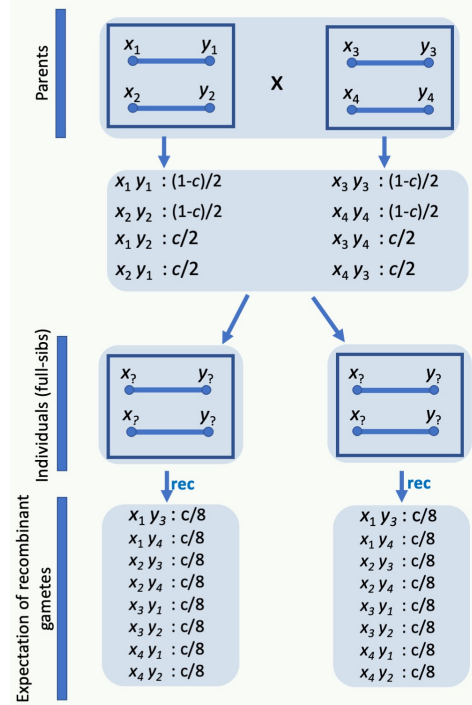 Parents
x₁ y₁
x₂ y₂
X
x₃ y₃
x₄ y₄
x₁ y₁ : (1-c)/2
x₂ y₂ : (1-c)/2
x₁ y₂ : c/2
x₂ y₁ : c/2
x₃ y₃ : (1-c)/2
x₄ y₄ : (1-c)/2
x₃ y₄ : c/2
x₄ y₃ : c/2
Individuals (full-sibs)
x? y?
x? y?
x? y?
x? y?
rec
rec
Expectation of recombinant
gametes
x₁ y₃ : c/8
x₁ y₄ : c/8
x₂ y₃ : c/8
x₂ y₄ : c/8
x₃ y₁ : c/8
x₃ y₂ : c/8
x₄ y₁ : c/8
x₄ y₂ : c/8
x₁ y₃ : c/8
x₁ y₄ : c/8
x₂ y₃ : c/8
x₂ y₄ : c/8
x₃ y₁ : c/8
x₃ y₂ : c/8
x₄ y₁ : c/8
x₄ y₂ : c/8